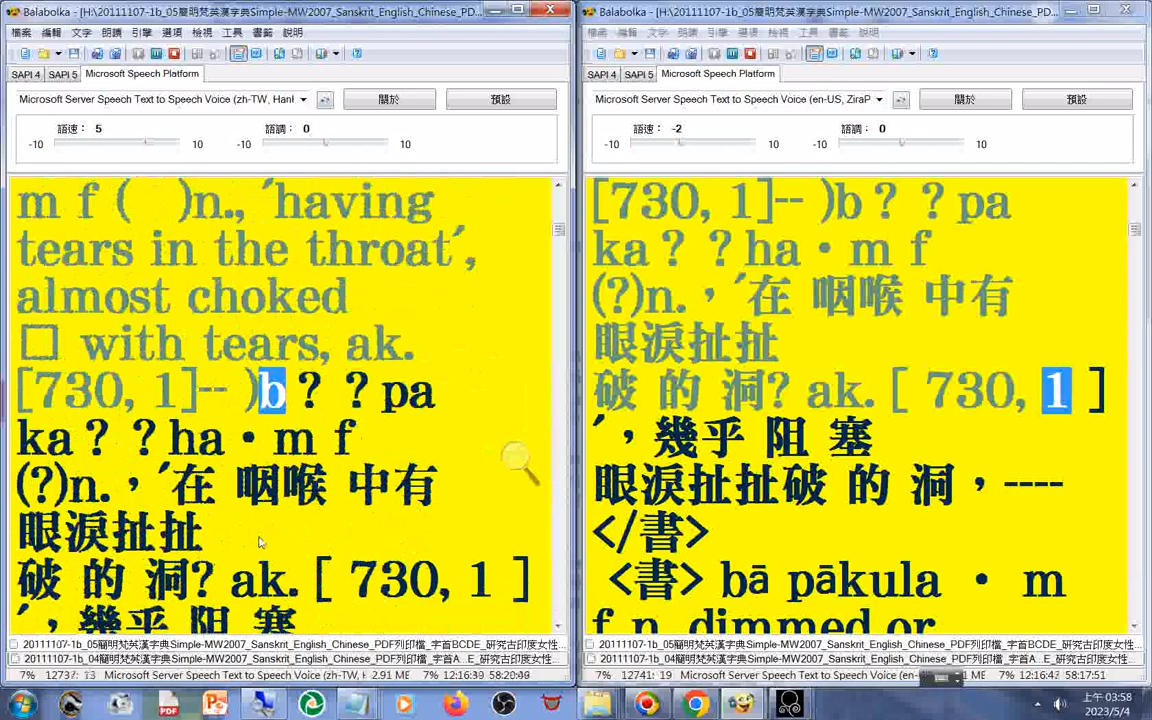 Balabolka - [H:\20111107-1b_05簡明梵英漢字典Simple-MW2007_Sanskrit_English_Chinese_PD...
檔案 編輯 文字 朗讀 引擎 選項 檢視 工具 書籤 說明
SAPI 4 SAPI 5 Microsoft Speech Platform
Microsoft Server Speech Text to Speech Voice (zh-TW, Hanl
關於 預設
語速： 5 語調： 0
-10 10 -10 10
m f ( )n., ´having
tears in the throat´,
almost choked
□ with tears, ak.
[730, 1]-- )b？？pa
ka？？ha•m f
(?)n.，´在 咽喉 中有
眼淚扯扯
破 的 洞? ak. [ 730, 1 ]
´，幾乎 阻 塞
20111107-1b_05簡明梵英漢字典Simple-MW2007_Sanskrit_English_Chinese_PDF列印檔_字首BCDE_研究古印度女性...
20111107-1b_04簡明梵英漢字典Simple-MW2007_Sanskrit_English_Chinese_PDF列印檔_字首A...E_研究古印度女性...
7% 12737: 13 Microsoft Server Speech Text to Speech Voice (zh-TW, H 2.91 ME 7% 12:16:39 58:20:49
Balabolka - [H:\20111107-1b_05簡明梵英漢字典Simple-MW2007_Sanskrit_English_Chinese_PD...
檔案 編輯 文字 朗讀 引擎 選項 檢視 工具 書籤 說明
SAPI 4 SAPI 5 Microsoft Speech Platform
Microsoft Server Speech Text to Speech Voice (en-US, ZiraP
關於 預設
語速： -2 語調： 0
-10 10 -10 10
[730, 1]-- )b？？pa
ka？？ha•m f
(?)n.，´在 咽喉 中有
眼淚扯扯
破 的 洞? ak. [ 730, 1 ]
´，幾乎 阻 塞
眼淚扯扯破 的 洞，----
</書>
<書> bā pākula • m
f n dimmed or
20111107-1b_05簡明梵英漢字典Simple-MW2007_Sanskrit_English_Chinese_PDF列印檔_字首BCDE_研究古印度女性...
20111107-1b_04簡明梵英漢字典Simple-MW2007_Sanskrit_English_Chinese_PDF列印檔_字首A...E_研究古印度女性...
7% 12741: 19 Microsoft Server Speech Text to Speech Voice (en- 7% 12:16:43 58:17:51
上午 03:58
2023/5/4